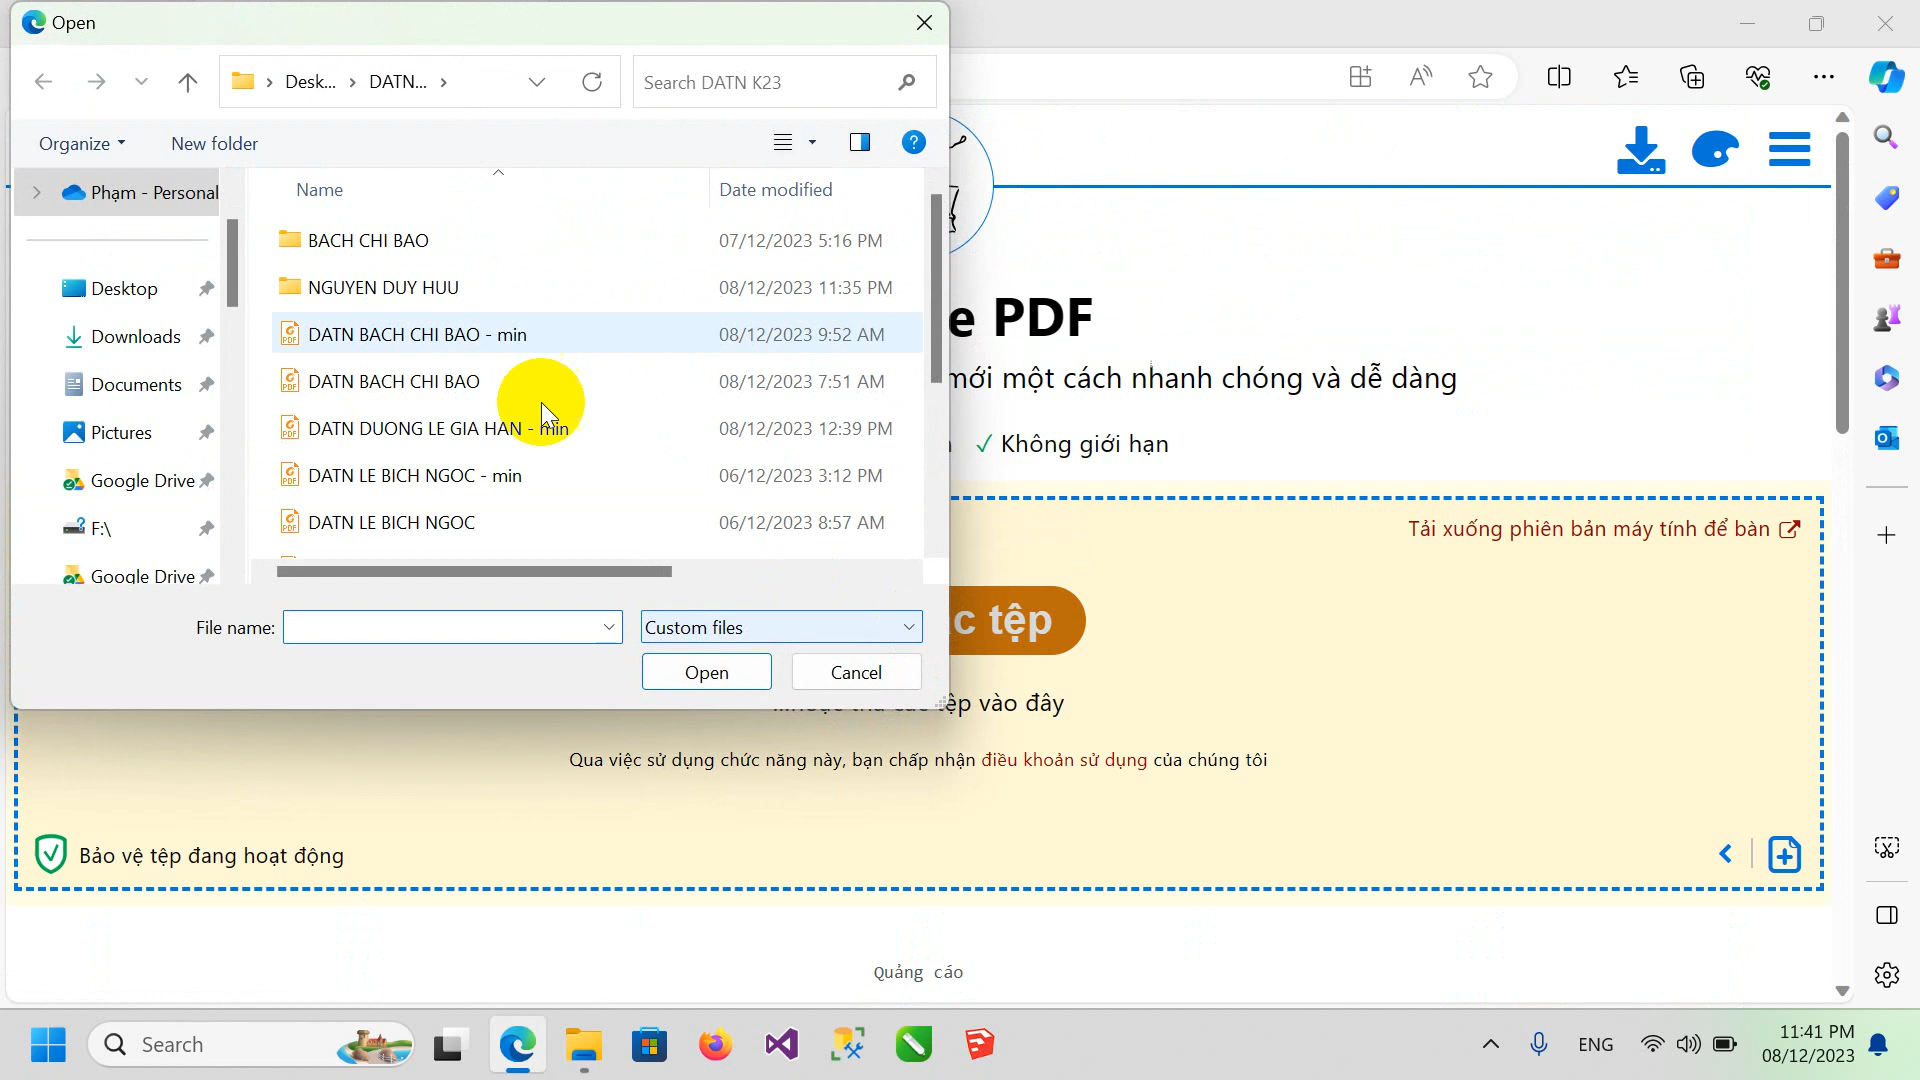 Open
Desk...
DATN...
Search DATN K23
Organize
New folder
Phạm - Personal
Name
Date modified
BACH CHI BAO
07/12/2023 5:16 PM
NGUYEN DUY HUU
08/12/2023 11:35 PM
Desktop
DATN BACH CHI BAO - min
08/12/2023 9:52 AM
Downloads
DATN BACH CHI BAO
08/12/2023 7:51 AM
Documents
DATN DUONG LE GIA HAN - min
08/12/2023 12:39 PM
Pictures
DATN LE BICH NGOC - min
06/12/2023 3:12 PM
Google Drive
DATN LE BICH NGOC
06/12/2023 8:57 AM
F:\
Google Drive
File name:
Custom files
Open
Cancel
e PDF
mới một cách nhanh chóng và dễ dàng
✓ Không giới hạn
Tải xuống phiên bản máy tính để bàn
c tệp
tệp vào đây
Qua việc sử dụng chức năng này, bạn chấp nhận điều khoản sử dụng của chúng tôi
Bảo vệ tệp đang hoạt động
Quảng cáo
Search
ENG
11:41 PM
08/12/2023